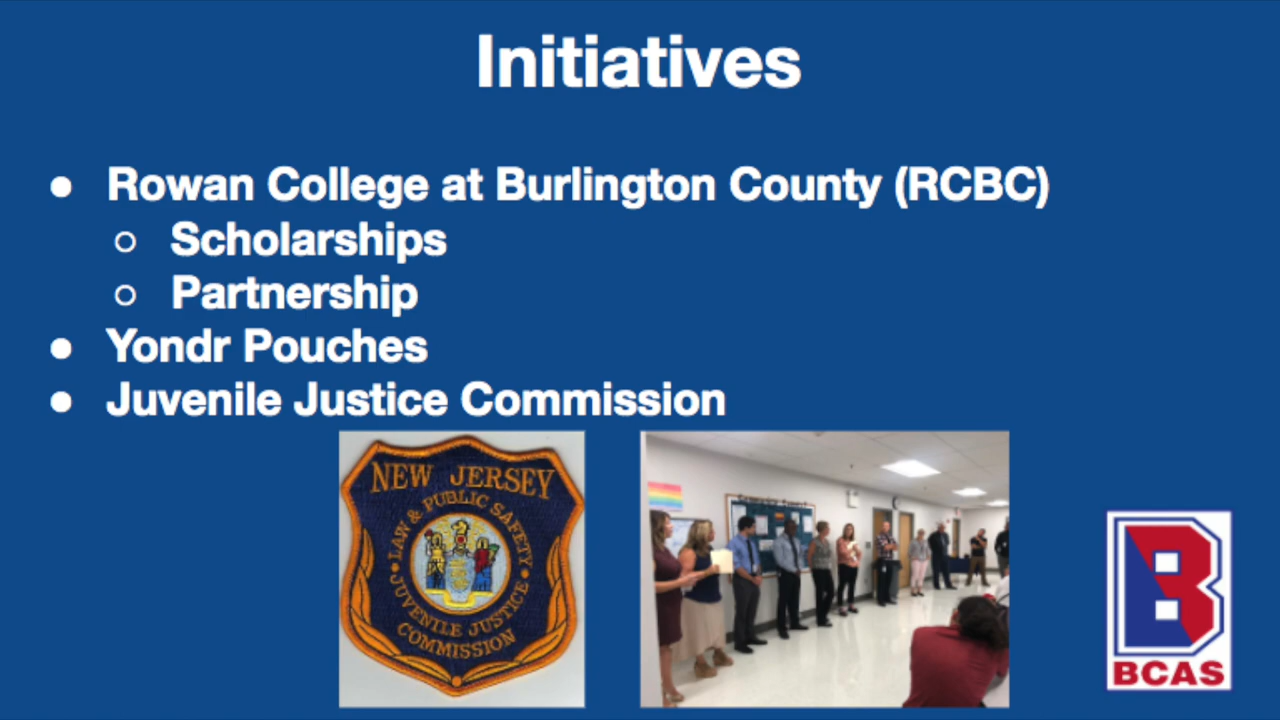 Initiatives
● Rowan College at Burlington County (RCBC)
○ Scholarships
○ Partnership
● Yondr Pouches
● Juvenile Justice Commission
NEW JERSEY
LAW & PUBLIC SAFETY
JUVENILE JUSTICE
COMMISSION
B
BCAS